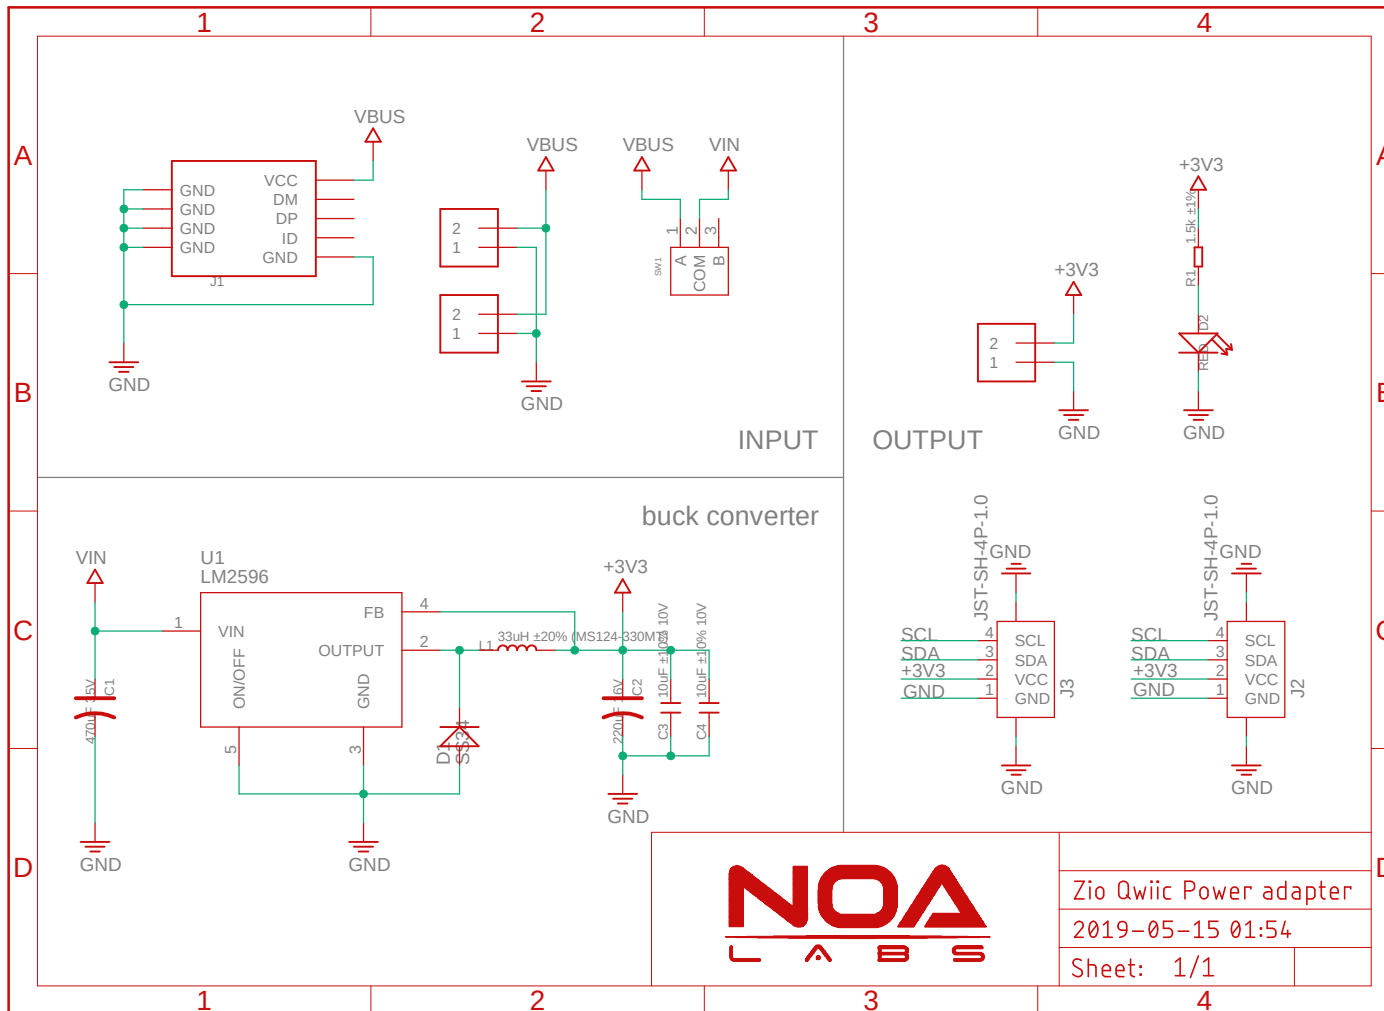 1 2 3 4
A
B
C
D
VBUS
GND
GND
GND
GND
VCC
DM
DP
ID
GND
J1
GND
VBUS
2
1
2
1
GND
VBUS
VIN
1
2
3
SW1
A
COM
B
INPUT
OUTPUT
+3V3
2
1
GND
+3V3
1.5k ±1%
R1
D2
RED
GND
buck converter
VIN
470uF 35V
C1
GND
U1
LM2596
1
VIN
ON/OFF
GND
FB
OUTPUT
4
2
5
3
GND
D1
SS34
L1
33uH ±20% (MS124-330MT)
+3V3
220uF 16V
C2
10uF ±10% 10V
C3
10uF ±10% 10V
C4
GND
JST-SH-4P-1.0
GND
SCL 4 SCL
SDA 3 SDA
+3V3 2 VCC
GND 1 GND
J3
GND
JST-SH-4P-1.0
GND
SCL 4 SCL
SDA 3 SDA
+3V3 2 VCC
GND 1 GND
J2
GND
A
B
C
D
NOA
LABS
Zio Qwiic Power adapter
2019-05-15 01:54
Sheet: 1/1
1 2 3 4